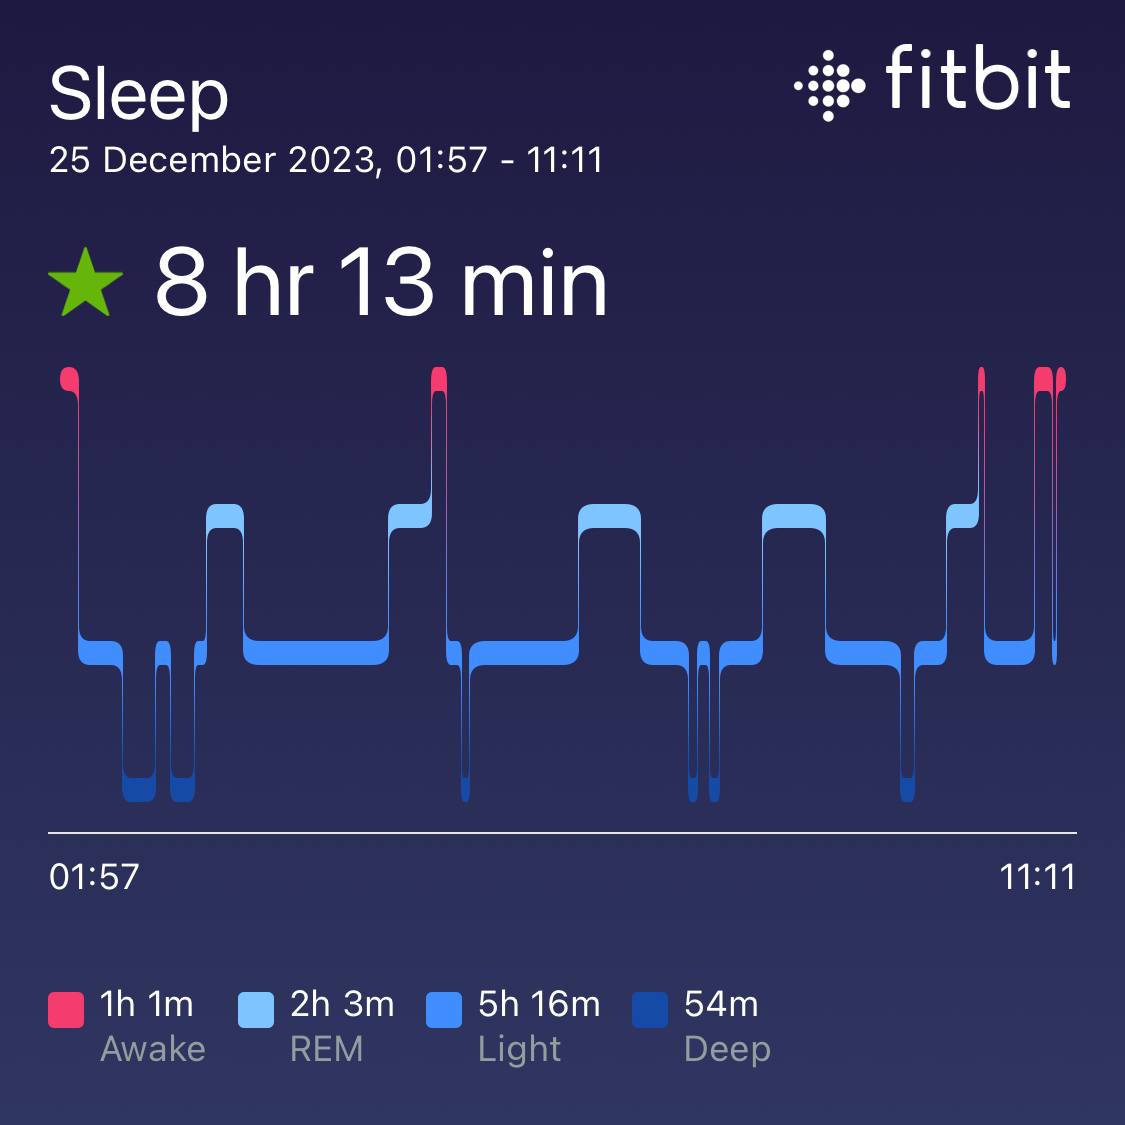 Sleep
fitbit
25 December 2023, 01:57 - 11:11
8 hr 13 min
01:57
11:11
1h 1m
Awake
2h 3m
REM
5h 16m
Light
54m
Deep